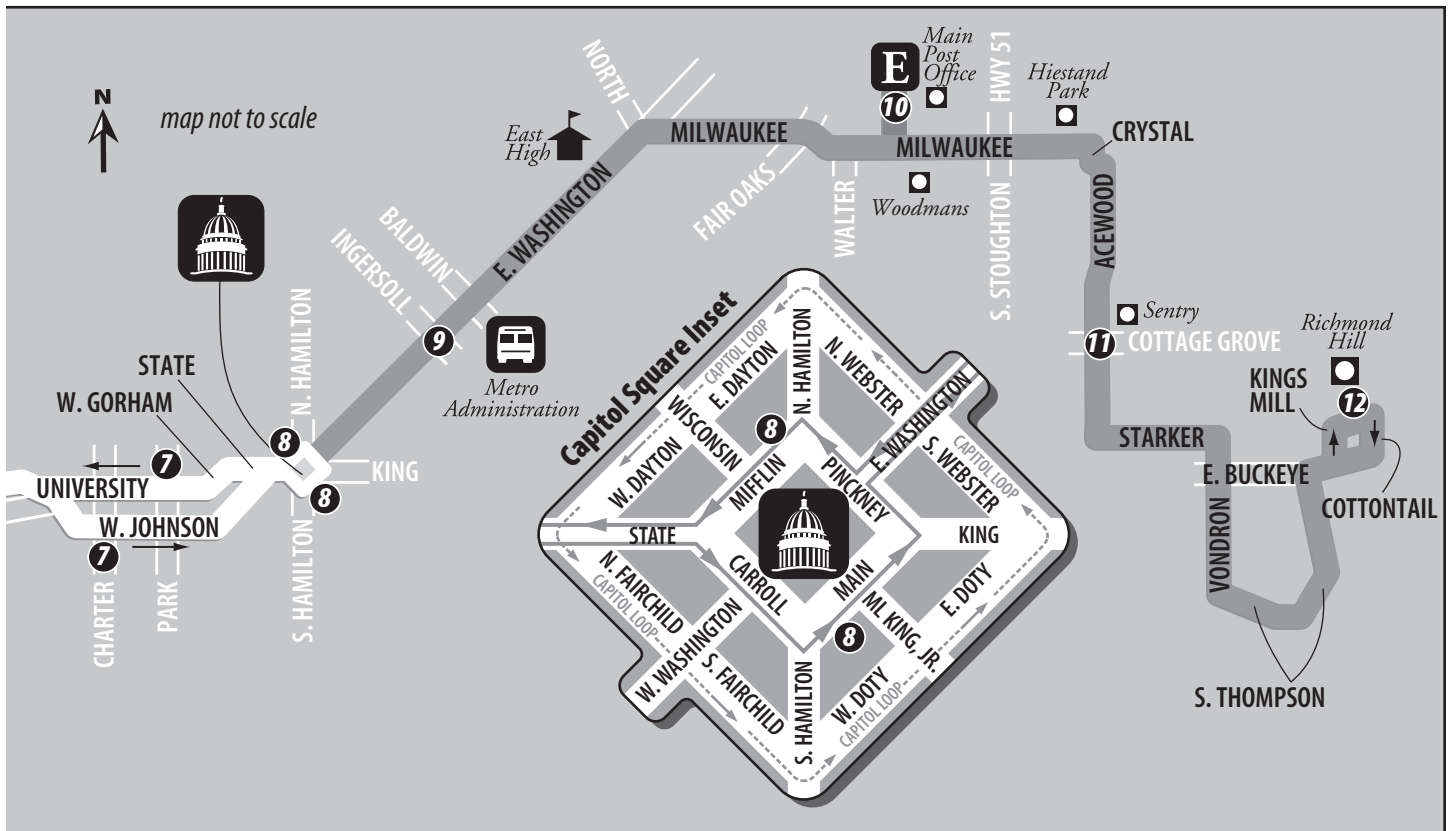 N
map not to scale
NORTH
E
10
Main
Post
Office
HWY 51
Hiestand
Park
East
High
MILWAUKEE
MILWAUKEE
CRYSTAL
E. WASHINGTON
FAIR OAKS
WALTER
Woodmans
S. STOUGHTON
ACEWOOD
BALDWIN
INGERSOLL
9
Metro
Administration
Sentry
11
COTTAGE GROVE
Richmond
Hill
KINGS
MILL
12
STATE
W. GORHAM
N. HAMILTON
8
KING
8
7
UNIVERSITY
W. JOHNSON
7
CHARTER
PARK
S. HAMILTON
STARKER
E. BUCKEYE
COTTONTAIL
VONDRON
S. THOMPSON
Capitol Square Inset
CAPITOL LOOP
E. DAYTON
N. HAMILTON
N. WEBSTER
E. WASHINGTON
WISCONSIN
8
W. DAYTON
MIFFLIN
PINCKNEY
S. WEBSTER
CAPITOL LOOP
STATE
KING
N. FAIRCHILD
CAPITOL LOOP
CARROLL
MAIN
E. DOTY
ML KING, JR.
8
W. WASHINGTON
S. FAIRCHILD
S. HAMILTON
W. DOTY
CAPITOL LOOP